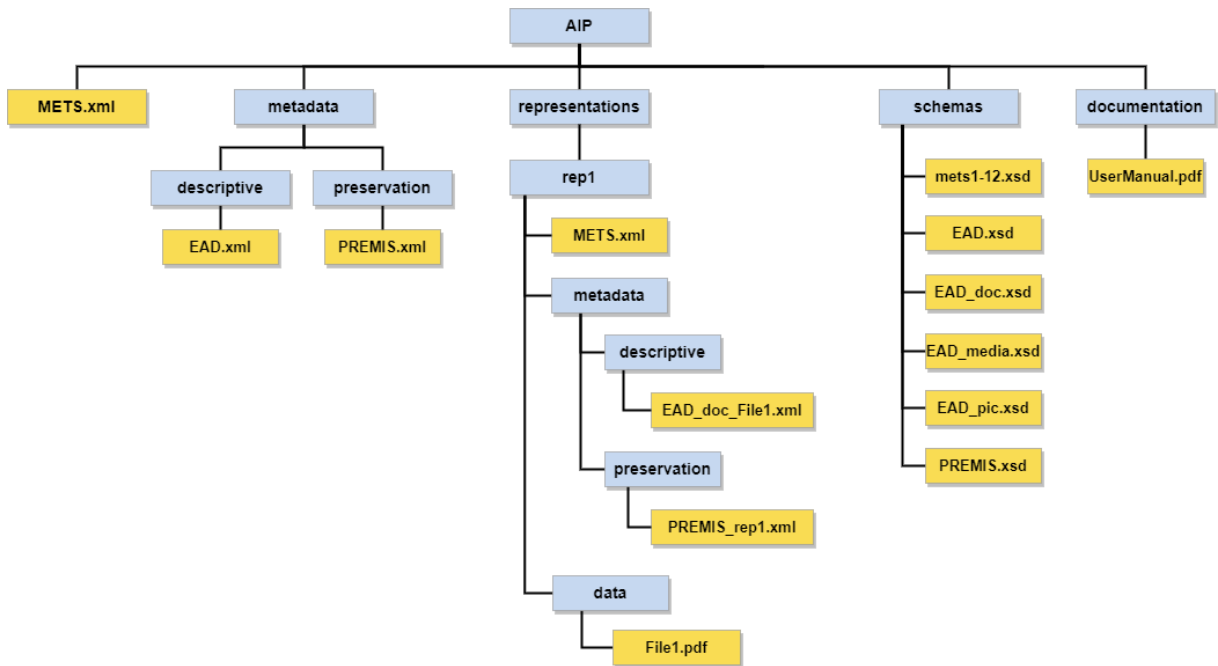 AIP
METS.xml
metadata
representations
schemas
documentation
descriptive
preservation
rep1
mets1-12.xsd
UserManual.pdf
EAD.xml
PREMIS.xml
METS.xml
EAD.xsd
metadata
EAD_doc.xsd
descriptive
EAD_media.xsd
EAD_doc_File1.xml
EAD_pic.xsd
preservation
PREMIS.xsd
PREMIS_rep1.xml
data
File1.pdf